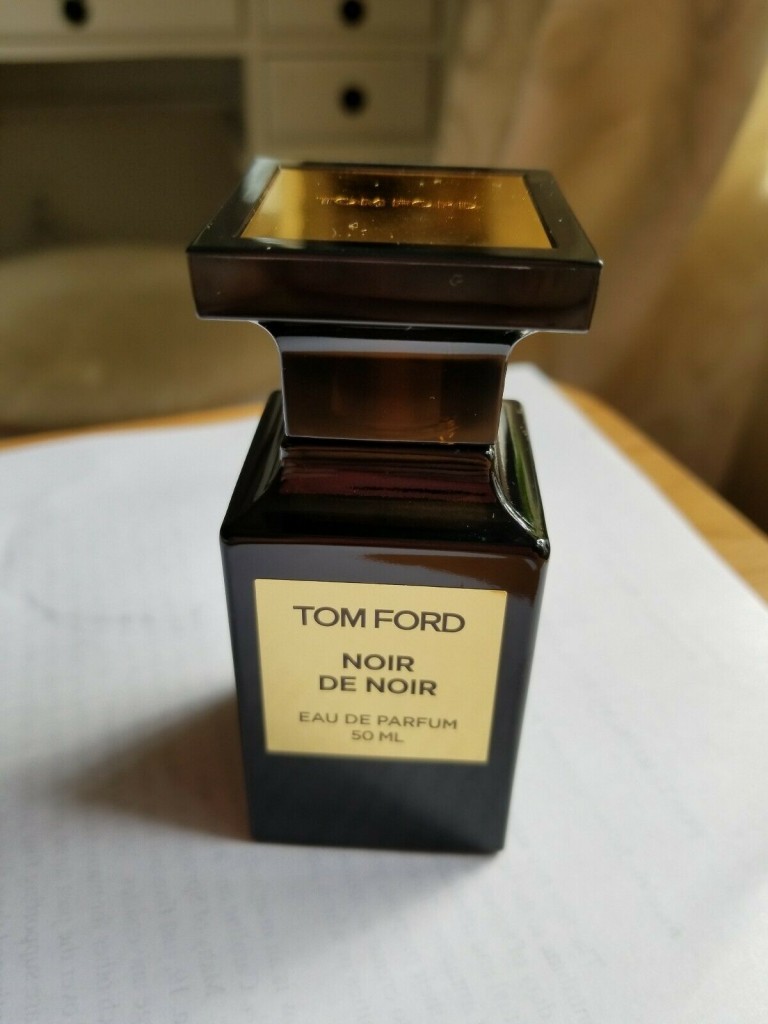 TOM FORD
TOM FORD
NOIR
DE NOIR
EAU DE PARFUM
50 ML